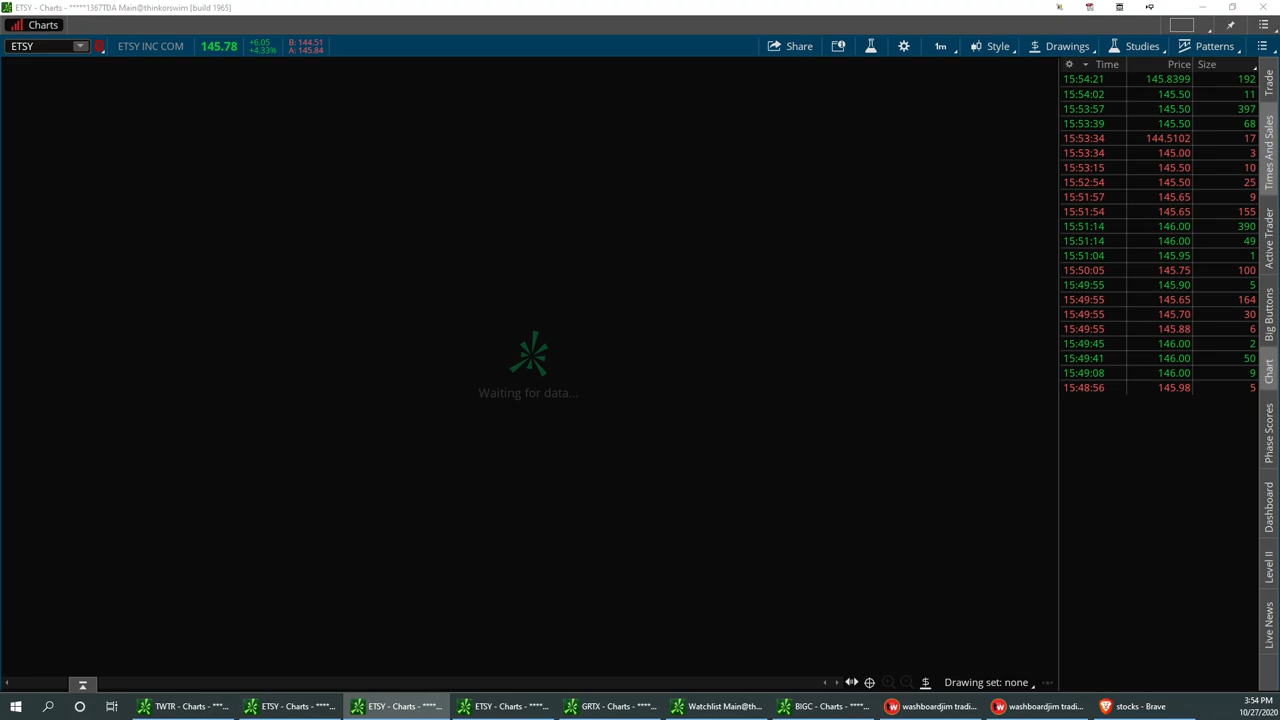 ETSY - Charts - *****1367TDA Main@thinkorswim [build 1965]
Charts
ETSY ETSY INC COM 145.78 +6.05 +4.33% B: 144.51 A: 145.84 Share 1m Style Drawings Studies Patterns
Time Price Size
15:54:21 145.8399 192
15:54:02 145.50 11
15:53:57 145.50 397
15:53:39 145.50 68
15:53:34 144.5102 17
15:53:34 145.00 3
15:53:15 145.50 10
15:52:54 145.50 25
15:51:57 145.65 9
15:51:54 145.65 155
15:51:14 146.00 390
15:51:14 146.00 49
15:51:04 145.95 1
15:50:05 145.75 100
15:49:55 145.90 5
15:49:55 145.65 164
15:49:55 145.70 30
15:49:55 145.88 6
15:49:45 146.00 2
15:49:41 146.00 50
15:49:08 146.00 9
15:48:56 145.98 5
Waiting for data...
Trade
Times And Sales
Active Trader
Big Buttons
Chart
Phase Scores
Dashboard
Level II
Live News
Drawing set: none
TWTR - Charts - ***...
ETSY - Charts - ****...
ETSY - Charts - ****...
ETSY - Charts - ****...
GRTX - Charts - ***...
Watchlist Main@th...
BIGC - Charts - ***...
washboardjim tradi...
washboardjim tradi...
stocks - Brave
3:54 PM
10/27/2020